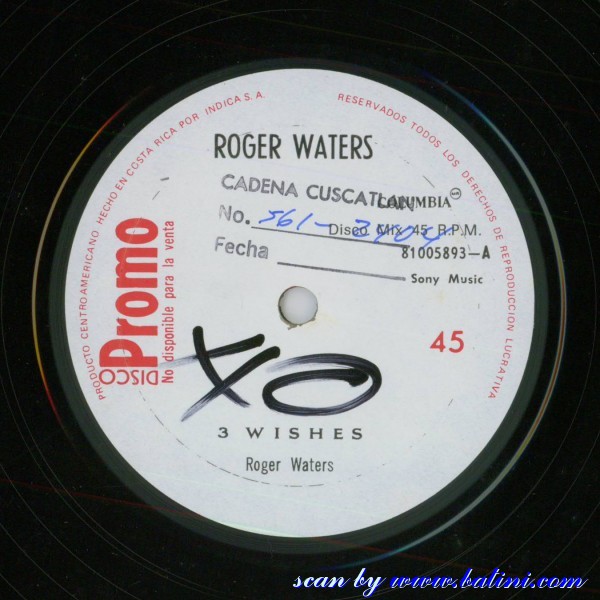 ROGER WATERS
CADENA CUSCATLAN
COLUMBIA
No. 561-
Disco Mix 45 R.P.M.
81005893-A
Fecha
Sony Music
DISCO Promo
No disponible para la venta
45
XO
3 WISHES
Roger Waters
PRODUCTO CENTROAMERICANO HECHO EN COSTA RICA POR INDICA S.A.
RESERVADOS TODOS LOS DERECHOS DE REPRODUCCION LUCRATIVA
scan by www.batini.com